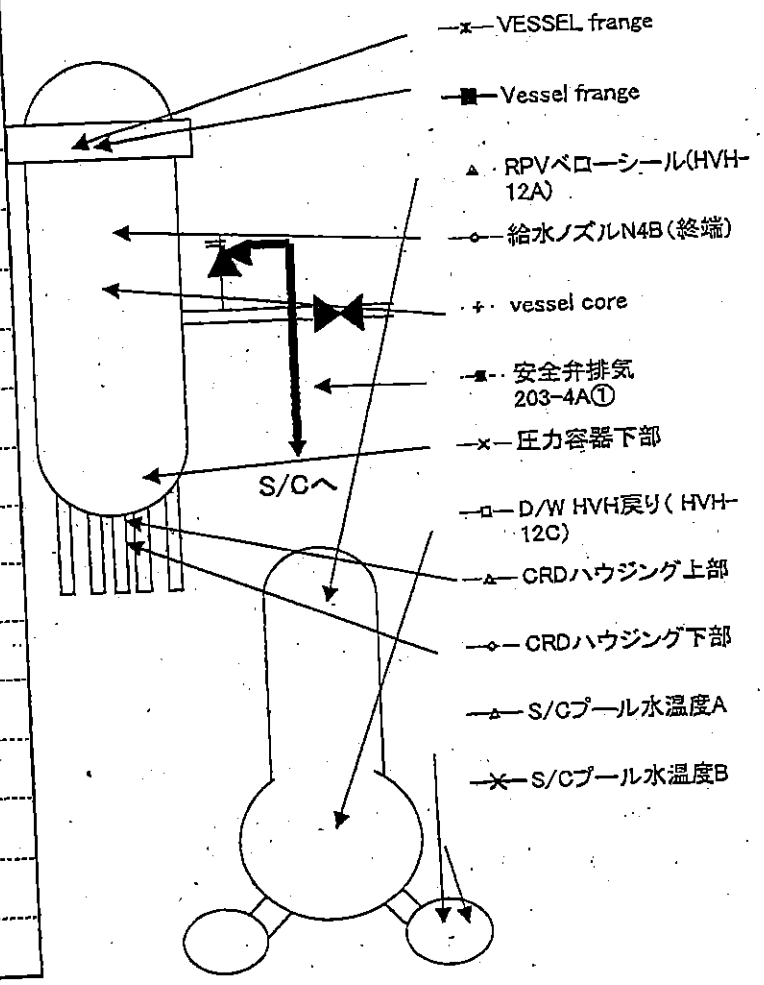 VESSEL frange
Vessel frange
RPVベローシール(HVH-
12A)
給水ノズルN4B(終端)
vessel core
安全弁排気
203-4A①
圧力容器下部
S/Cへ
D/W HVH戻り( HVH-
12C)
CRDハウジング上部
CRDハウジング下部
S/Cプール水温度A
S/Cプール水温度B